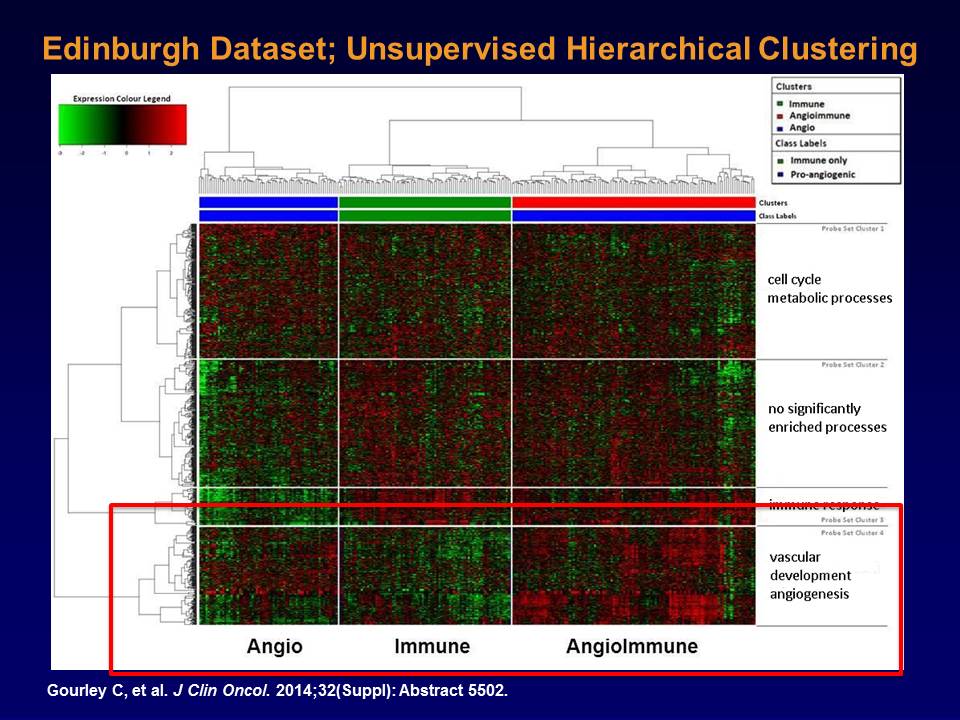 Edinburgh Dataset; Unsupervised Hierarchical Clustering
Expression Colour Legend
-3 -2 -1 0 1 2
Clusters
Immune
Angioimmune
Angio
Class Labels
Immune only
Pro-angiogenic
Clusters
Class Labels
Probe Set Cluster 1
cell cycle
metabolic processes
Probe Set Cluster 2
no significantly
enriched processes
immune response
Probe Set Cluster 3
Probe Set Cluster 4
vascular
development
angiogenesis
Angio Immune AngioImmune
Gourley C, et al. J Clin Oncol. 2014;32(Suppl): Abstract 5502.